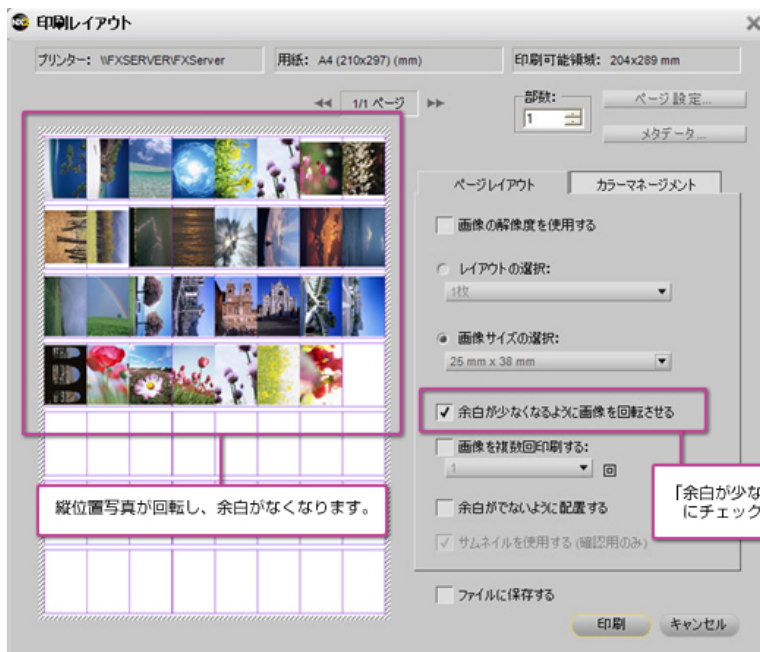 印刷レイアウト
プリンター: \\FXSERVER\FXServer
用紙: A4 (210x297) (mm)
印刷可能領域: 204x289 mm
1/1 ページ
部数:
1
ページ設定...
メタデータ...
ページレイアウト
カラーマネージメント
画像の解像度を使用する
レイアウトの選択:
1枚
画像サイズの選択:
25 mm x 38 mm
余白が少なくなるように画像を回転させる
画像を複数回印刷する:
1
縦位置写真が回転し、余白がなくなります。
「余白が少な
にチェック
余白がでないように配置する
サムネイルを使用する (確認用のみ)
ファイルに保存する
印刷
キャンセル